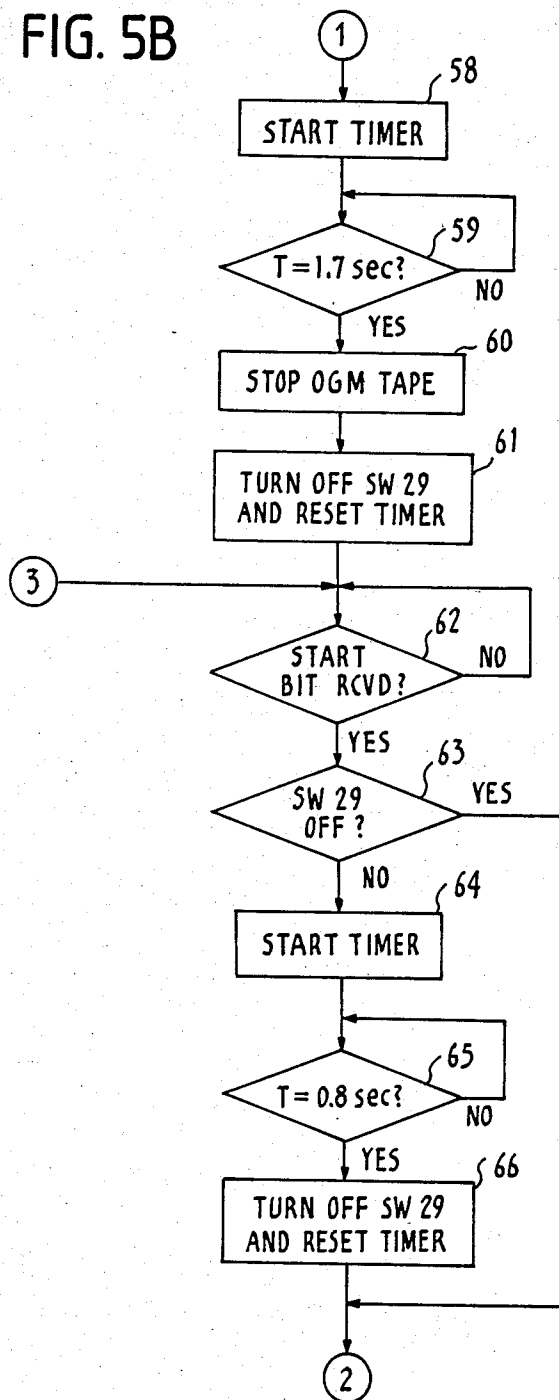 FIG. 5B
1
58
START TIMER
59
T = 1.7 sec?
NO
YES
60
STOP OGM TAPE
61
TURN OFF SW 29
AND RESET TIMER
3
62
START
BIT RCVD?
NO
YES
63
SW 29
OFF?
YES
NO
64
START TIMER
65
T = 0.8 sec?
NO
YES
66
TURN OFF SW 29
AND RESET TIMER
2